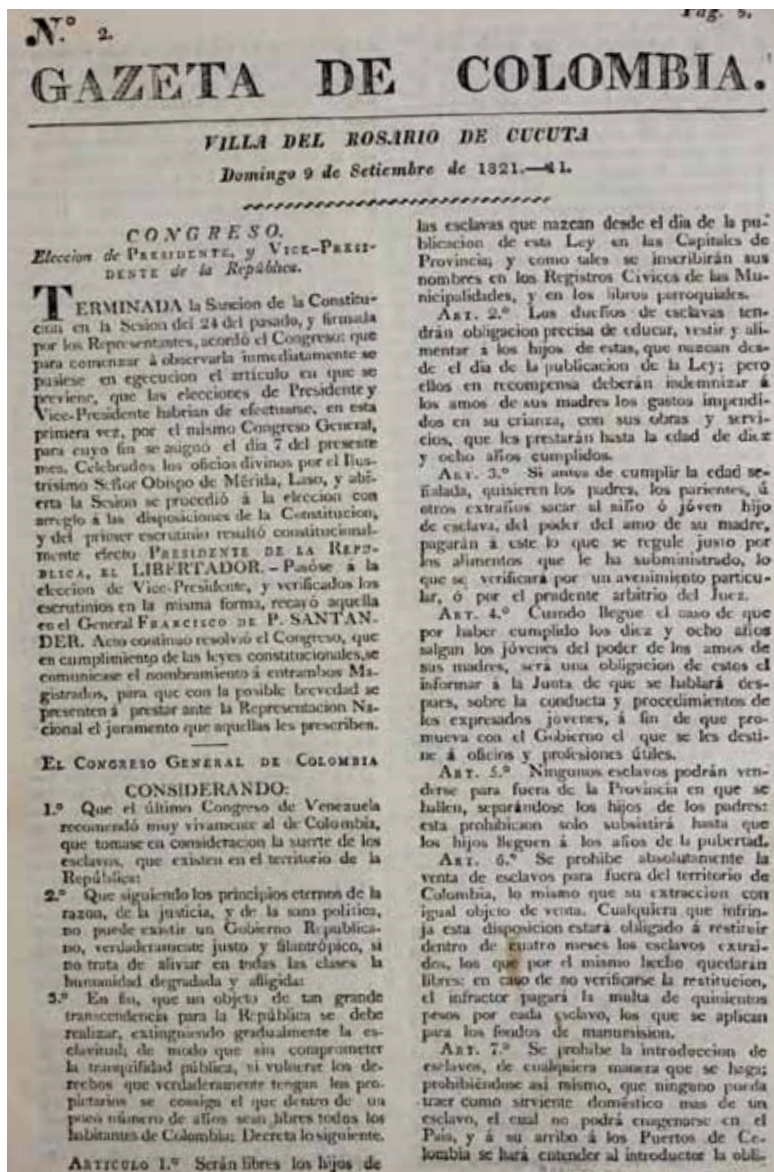 N.º 2.
Pag. 5.
GAZETA DE COLOMBIA.
VILLA DEL ROSARIO DE CUCUTA
Domingo 9 de Setiembre de 1821.—11.
CONGRESO.
Eleccion de PRESIDENTE, y VICE-PRESI-
DENTE de la República.
TERMINADA la Sancion de la Constitu-
cion en la Sesion del 24 del pasado, y firmada
por los Representantes, acordó el Congreso: que
para comenzar á observarla inmediatamente se
pusiese en egecucion el artículo en que se
previene, que las elecciones de Presidente y
Vice-Presidente habrian de efectuarse, en esta
primera vez, por el mismo Congreso General,
para cuyo fin se asignó el dia 7 del presente
mes. Celebrados los oficios divinos por el Ilus-
trísimo Señor Obispo de Mérida, Laso, y abi-
erta la Sesion se procedió á la eleccion con
arreglo á las disposiciones de la Constitucion,
y del primer escrutinio resultó constitucional-
mente electo PRESIDENTE DE LA REPU-
BLICA, EL LIBERTADOR. – Pasóse á la
eleccion de Vice-Presidente, y verificados los
escrutinios en la misma forma, recayó aquella
en el General FRANCISCO DE P. SANTAN-
DER. Acto continuo resolvió el Congreso, que
en cumplimiento de las leyes constitucionales, se
comunicase el nombramiento á entrambos Ma-
gistrados, para que con la posible brevedad se
presenten á prestar ante la Representacion Na-
cional el juramento que aquellas les prescriben.
EL CONGRESO GENERAL DE COLOMBIA
CONSIDERANDO:
1.º Que el último Congreso de Venezuela
recomendó muy vivamente al de Colombia,
que tomase en consideracion la suerte de los
esclavos, que existen en el territorio de la
República:
2.º Que siguiendo los principios eternos de la
razon, de la justicia, y de la sana política,
no puede existir un Gobierno Republica-
no, verdaderamente justo y filantrópico, si
no trata de aliviar en todas las clases la
humanidad degradada y afligida:
3.º En fin, que un objeto de tan grande
transcendencia para la República se debe
realizar, extinguiendo gradualmente la es-
clavitud; de modo que sin comprometer
la tranquilidad pública, ni vulnerar los de-
rechos que verdaderamente tengan los pro-
pietarios se consiga el que dentro de un
poco número de años sean libres todos los
habitantes de Colombia: Decreta lo siguiente.
ARTICULO 1.º Serán libres los hijos de
las esclavas que nazcan desde el dia de la pu-
blicacion de esta Ley en las Capitales de
Provincia; y como tales se inscribirán sus
nombres en los Registros Civicos de las Mu-
nicipalidades, y en los libros parroquiales.
ART. 2.º Los dueños de esclavas ten-
drán obligacion precisa de educar, vestir y ali-
mentar á los hijos de estas, que nazcan des-
de el dia de la publicacion de la Ley; pero
ellos en recompensa deberán indemnizar á
los amos de sus madres los gastos impendi-
dos en su crianza, con sus obras y servi-
cios, que les prestarán hasta la edad de diez
y ocho años cumplidos.
ART. 3.º Si antes de cumplir la edad se-
ñalada, quisieren los padres, los parientes, ú
otros extraños sacar al niño ó jóven hijo
de esclava, del poder del amo de su madre,
pagarán á este lo que se regule justo por
los alimentos que le ha subministrado, lo
que se verificará por un avenimiento particu-
lar, ó por el prudente arbitrio del Juez.
ART. 4.º Cuando llegue el caso de que
por haber cumplido los diez y ocho años
salgan los jóvenes del poder de los amos de
sus madres, será una obligacion de estos el
informar á la Junta de que se hablará des-
pues, sobre la conducta y procedimientos de
los expresados jóvenes, á fin de que pro-
mueva con el Gobierno el que se les desti-
ne á oficios y profesiones útiles.
ART. 5.º Ningunos esclavos podrán ven-
derse para fuera de la Provincia en que se
hallen, separándose los hijos de los padres:
esta prohibicion solo subsistirá hasta que
los hijos lleguen á los años de la pubertad.
ART. 6.º Se prohibe absolutamente la
venta de esclavos para fuera del territorio de
Colombia, lo mismo que su extraccion con
igual objeto de venta. Cualquiera que infrin-
ja esta disposicion estará obligado á restituir
dentro de cuatro meses los esclavos extrai-
dos, los que por el mismo hecho quedarán
libres: en caso de no verificarse la restitucion,
el infractor pagará la multa de quinientos
pesos por cada esclavo, los que se aplican
para los fondos de manumision.
ART. 7.º Se prohibe la introduccion de
esclavos, de cualquiera manera que se haga;
prohibiéndose asi mismo, que ninguno pueda
traer como sirviente doméstico mas de un
esclavo, el cual no podrá enagenarse en el
Pais, y á su arribo á los Puertos de Co-
lombia se hará entender al introductor la obli-